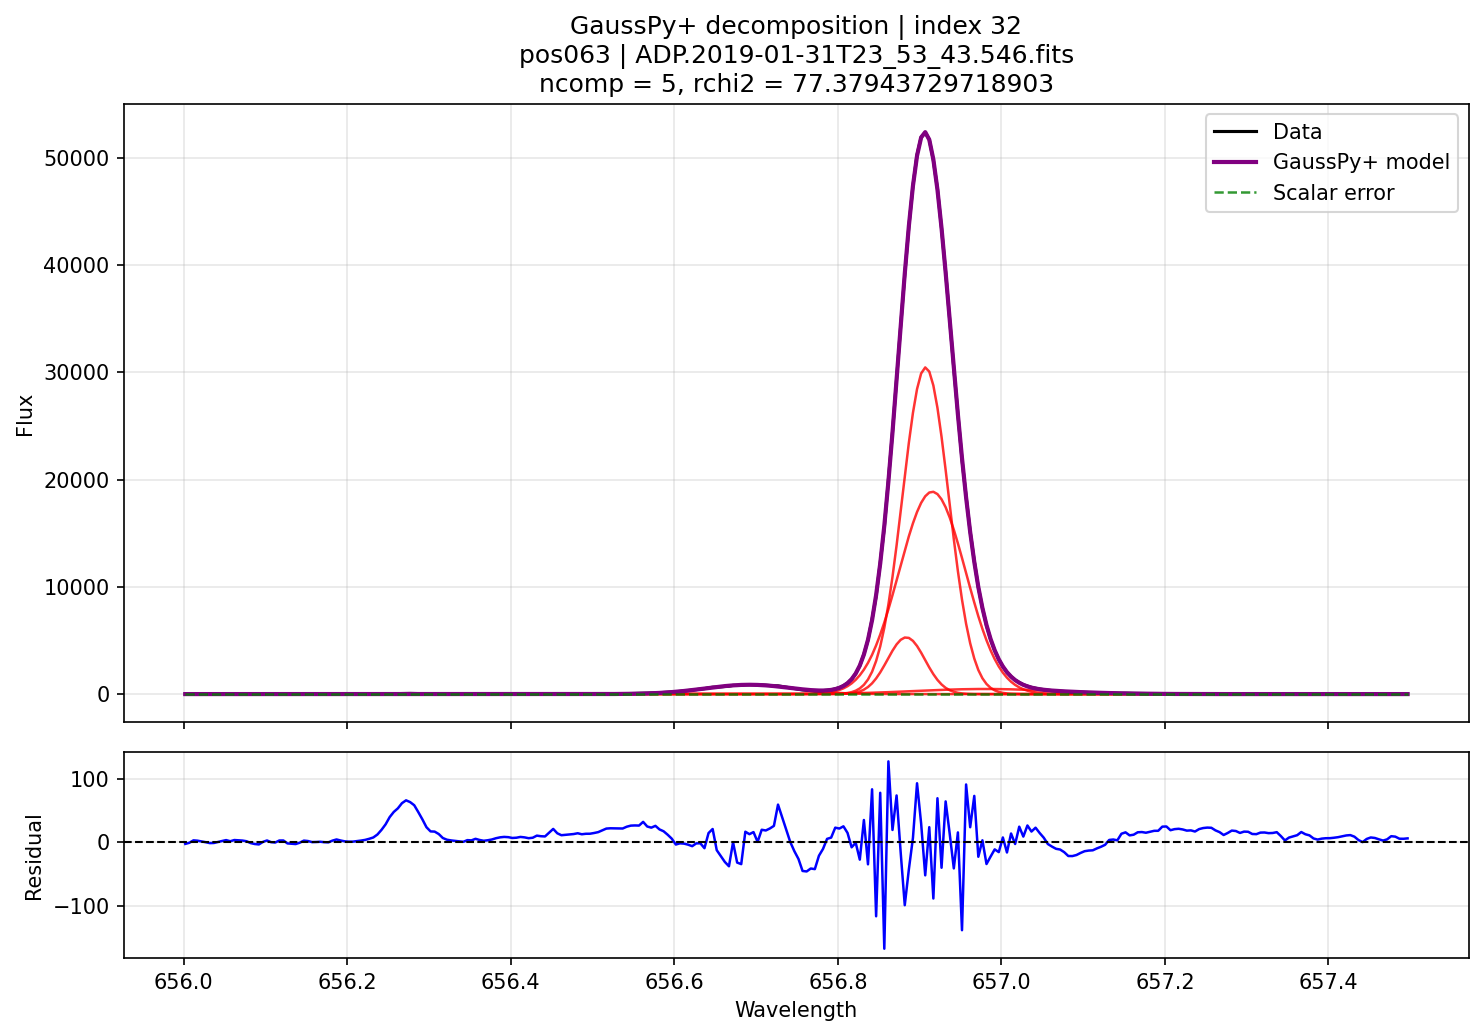 GaussPy+ decomposition | index 32
pos063 | ADP.2019-01-31T23_53_43.546.fits
ncomp = 5, rchi2 = 77.37943729718903
Data
GaussPy+ model
Scalar error
50000
40000
30000
20000
10000
0
Flux
100
0
−100
Residual
656.0 656.2 656.4 656.6 656.8 657.0 657.2 657.4
Wavelength